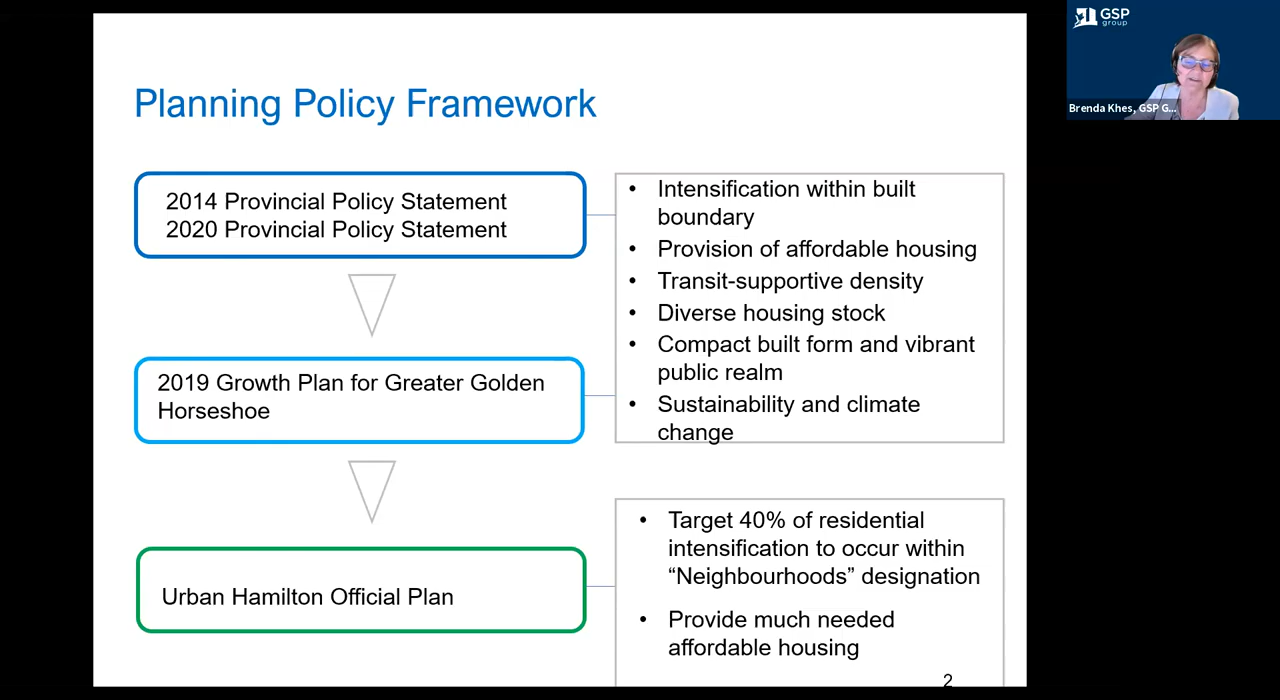 Planning Policy Framework
2014 Provincial Policy Statement
2020 Provincial Policy Statement
• Intensification within built
boundary
• Provision of affordable housing
• Transit-supportive density
• Diverse housing stock
• Compact built form and vibrant
public realm
• Sustainability and climate
change
2019 Growth Plan for Greater Golden
Horseshoe
Urban Hamilton Official Plan
• Target 40% of residential
intensification to occur within
“Neighbourhoods” designation
• Provide much needed
affordable housing
2
GSP
group
Brenda Khes, GSP G...